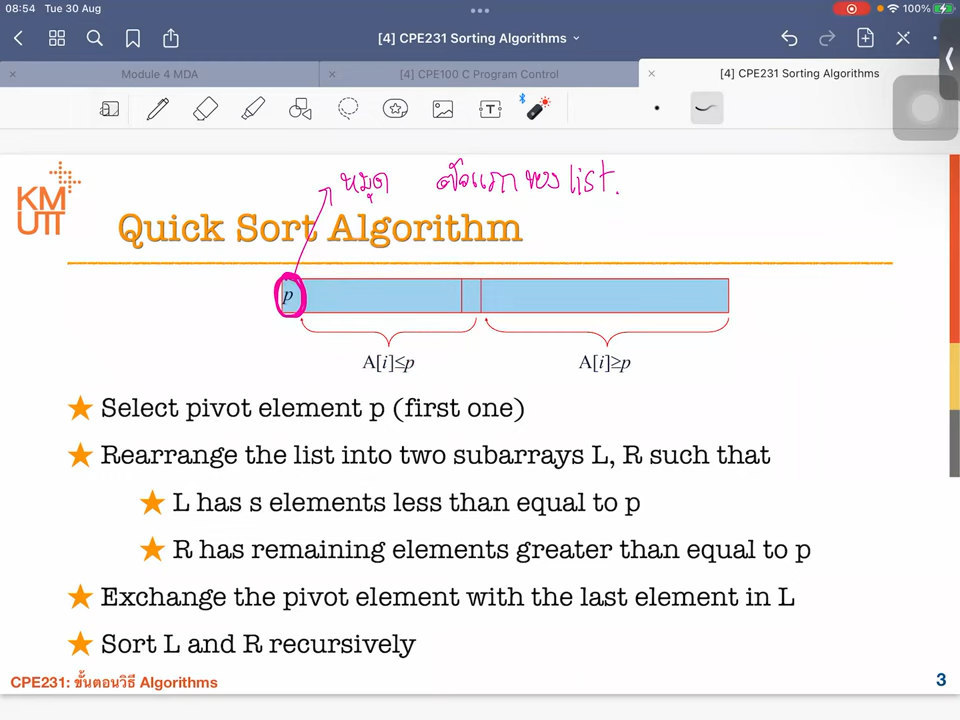 08:54 Tue 30 Aug
100%
[4] CPE231 Sorting Algorithms
Module 4 MDA
[4] CPE100 C Program Control
[4] CPE231 Sorting Algorithms
T
หมุด ตัวแรกของ list.
KM
UTT
Quick Sort Algorithm
p
A[i]≤p
A[i]≥p
Select pivot element p (first one)
Rearrange the list into two subarrays L, R such that
L has s elements less than equal to p
R has remaining elements greater than equal to p
Exchange the pivot element with the last element in L
Sort L and R recursively
CPE231: ขั้นตอนวิธี Algorithms
3